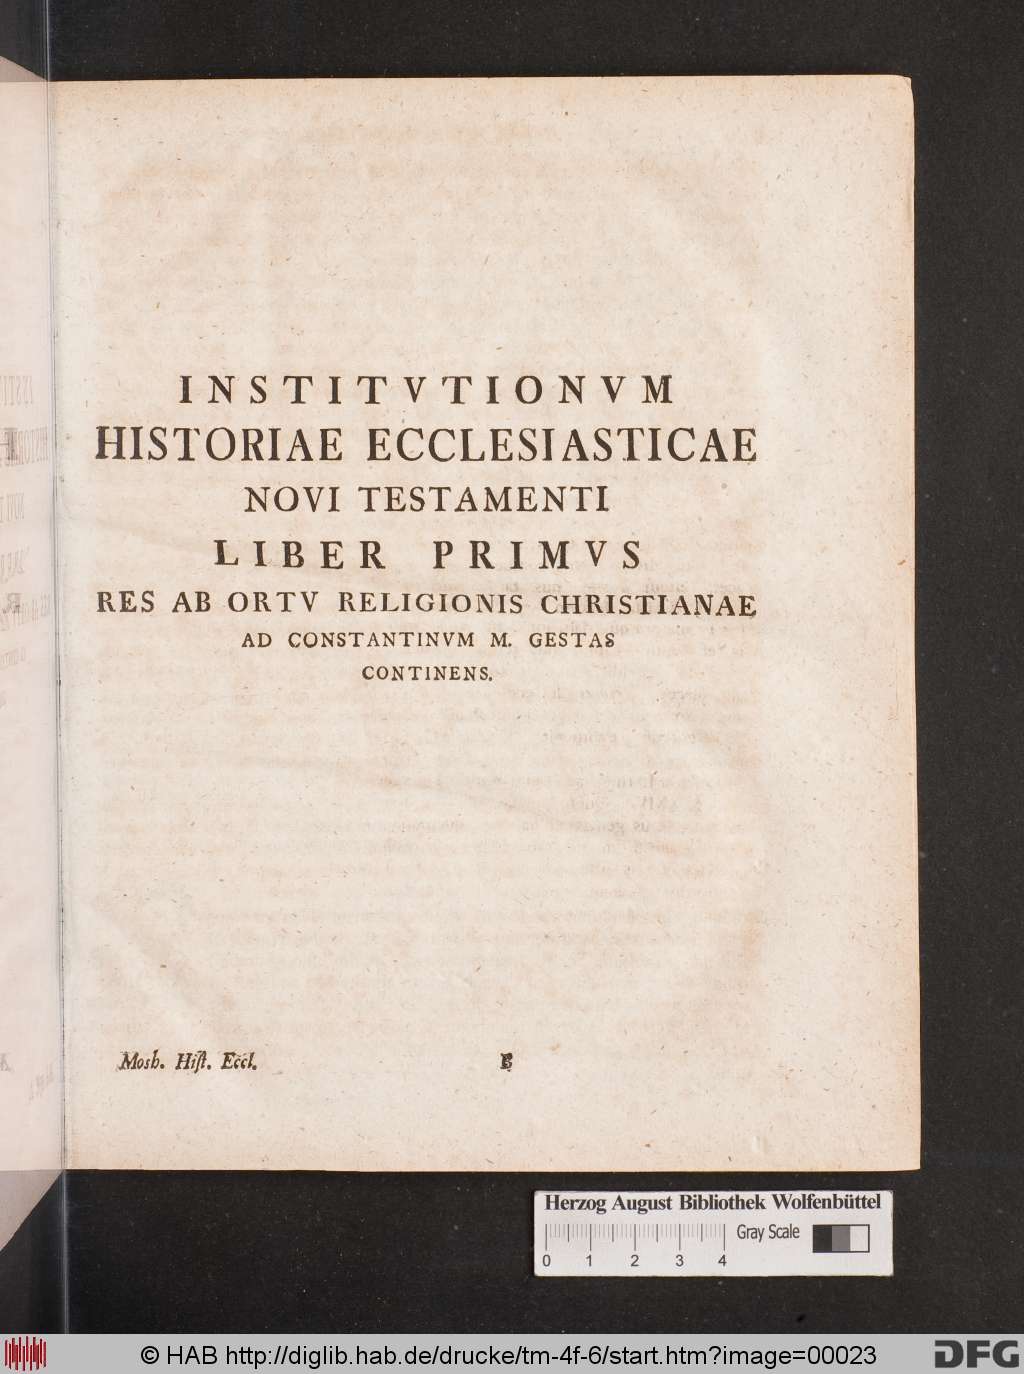 INSTITVTIONVM
HISTORIAE ECCLESIASTICAE
NOVI TESTAMENTI
LIBER PRIMVS
RES AB ORTV RELIGIONIS CHRISTIANAE
AD CONSTANTINVM M. GESTAS
CONTINENS.
Mosh. Hiſt. Eccl. B
Herzog August Bibliothek Wolfenbüttel
Gray Scale
0 1 2 3 4
© HAB http://diglib.hab.de/drucke/tm-4f-6/start.htm?image=00023
DFG